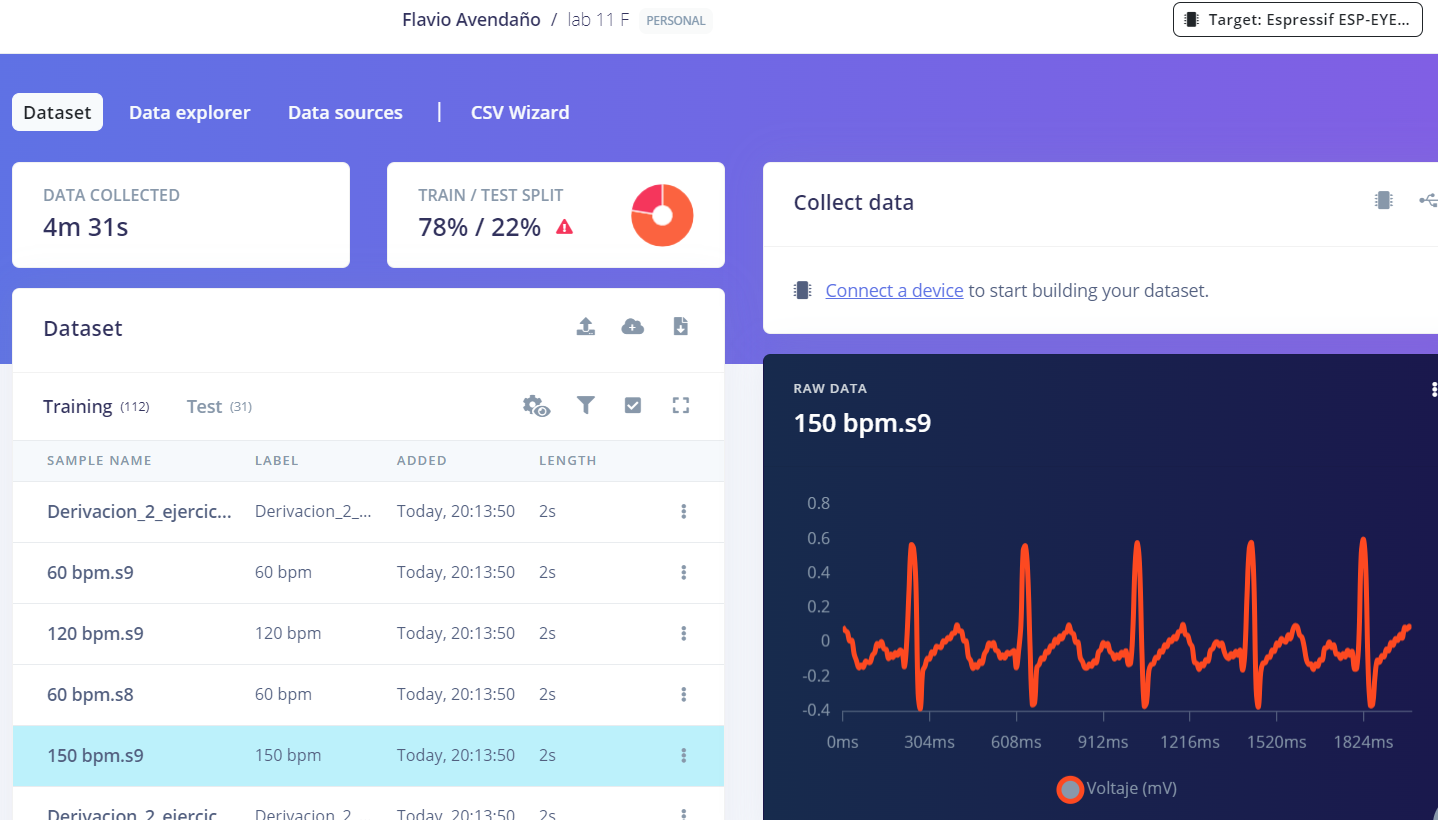 Flavio Avendaño / lab 11 F PERSONAL
Target: Espressif ESP-EYE...
Dataset Data explorer Data sources | CSV Wizard
DATA COLLECTED
4m 31s
TRAIN / TEST SPLIT
78% / 22%
Collect data
Connect a device to start building your dataset.
Dataset
Training (112) Test (31)
SAMPLE NAME LABEL ADDED LENGTH
Derivacion_2_ejercic... Derivacion_2_... Today, 20:13:50 2s
60 bpm.s9 60 bpm Today, 20:13:50 2s
120 bpm.s9 120 bpm Today, 20:13:50 2s
60 bpm.s8 60 bpm Today, 20:13:50 2s
150 bpm.s9 150 bpm Today, 20:13:50 2s
Derivacion_2_ejercic Derivacion_2 Today, 20:13:50 2s
RAW DATA
150 bpm.s9
0.8
0.6
0.4
0.2
0
-0.2
-0.4
0ms 304ms 608ms 912ms 1216ms 1520ms 1824ms
Voltaje (mV)